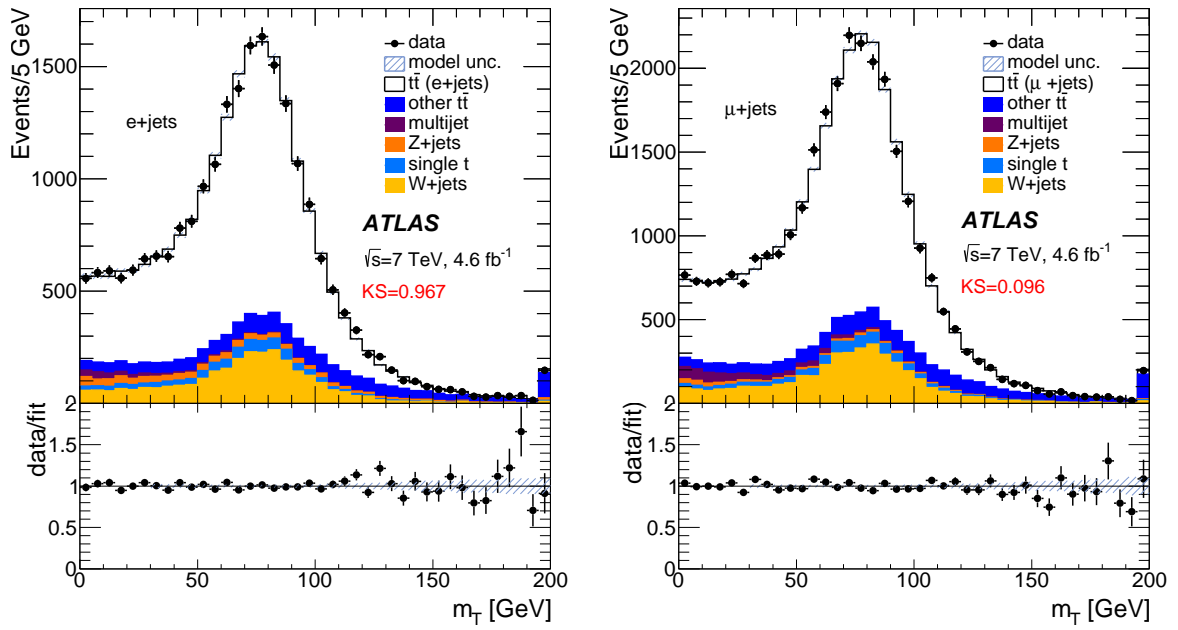 Events/5 GeV
1500
1000
500
0
data
model unc.
tt̄ (e+jets)
other tt̄
multijet
Z+jets
single t
W+jets
e+jets
ATLAS
√s=7 TeV, 4.6 fb⁻¹
KS=0.967
data/fit
2
1.5
1
0.5
0
0 50 100 150 200
m_T [GeV]
Events/5 GeV
2000
1500
1000
500
data
model unc.
tt̄ (μ +jets)
other tt̄
multijet
Z+jets
single t
W+jets
μ+jets
ATLAS
√s=7 TeV, 4.6 fb⁻¹
KS=0.096
data/fit)
2
1.5
1
0.5
0
0 50 100 150 200
m_T [GeV]